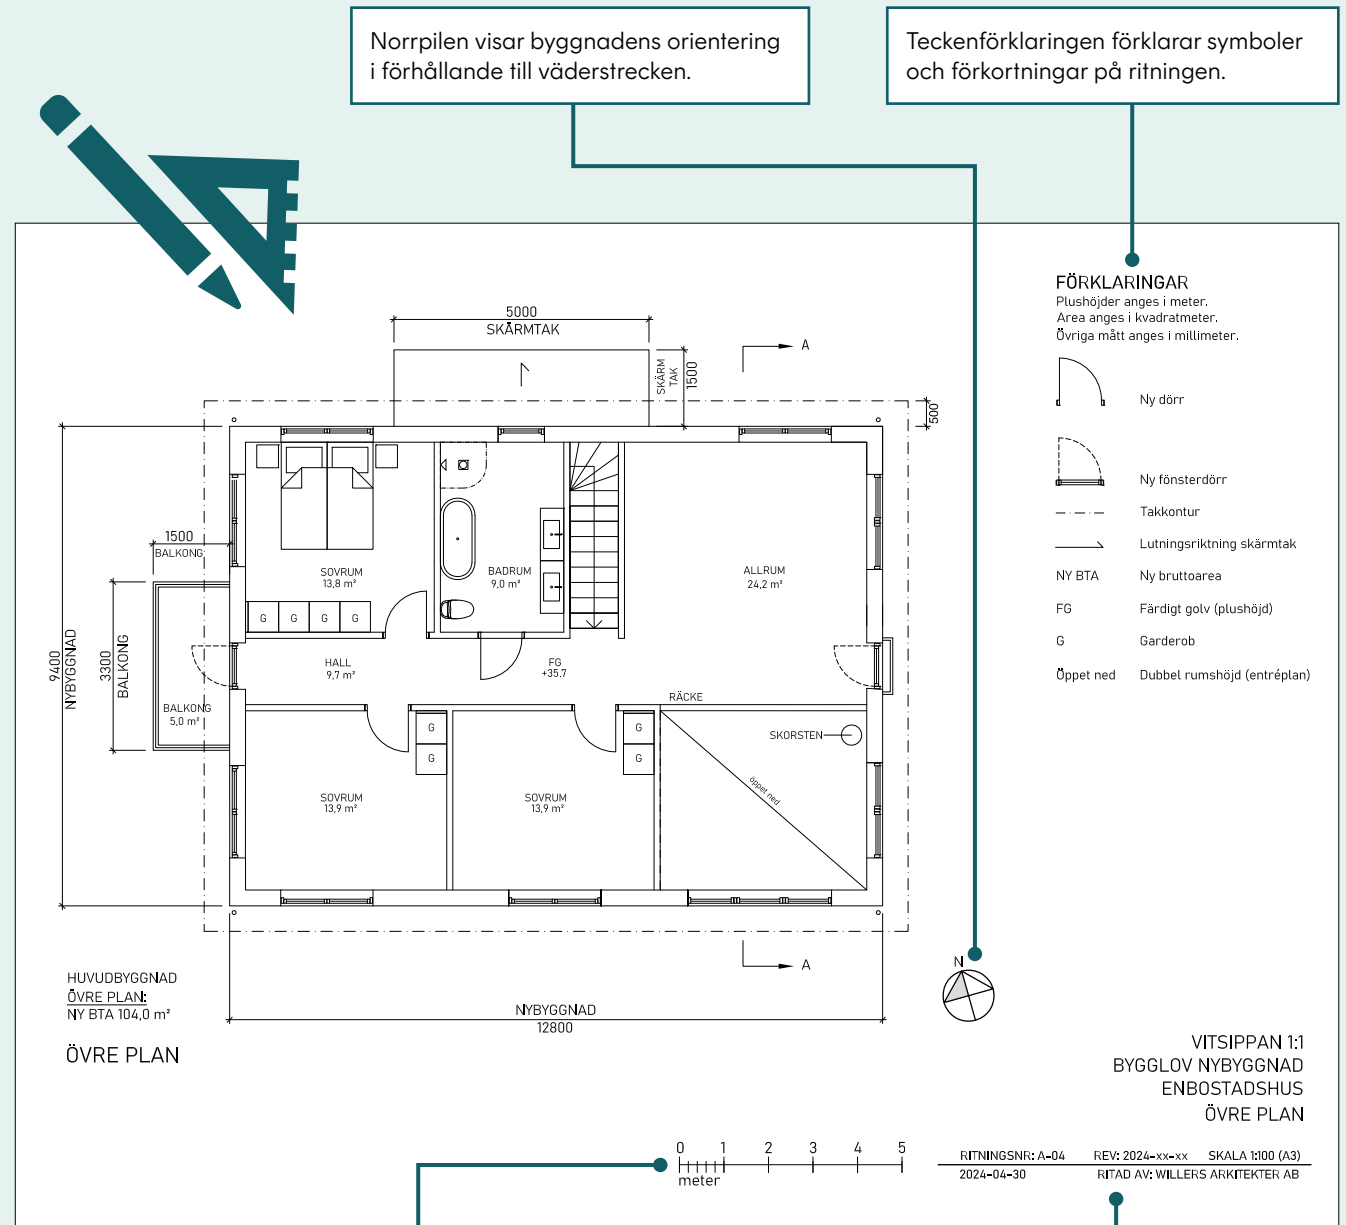 Norrpilen visar byggnadens orientering
i förhållande till väderstrecken.
Teckenförklaringen förklarar symboler
och förkortningar på ritningen.
FÖRKLARINGAR
Plushöjder anges i meter.
Area anges i kvadratmeter.
Övriga mått anges i millimeter.
Ny dörr
Ny fönsterdörr
Takkontur
Lutningsriktning skärmtak
NY BTA Ny bruttoarea
FG Färdigt golv (plushöjd)
G Garderob
Öppet ned Dubbel rumshöjd (entréplan)
5000
SKÄRMTAK
A
SKÄRM
TAK
1500
500
1500
BALKONG
SOVRUM
13,8 m²
BADRUM
9,0 m²
ALLRUM
24,2 m²
G G G G
9400
NYBYGGNAD
3300
BALKONG
HALL
9,7 m²
FG
+35.7
RÄCKE
BALKONG
5,0 m²
G
G
G
G
SKORSTEN
öppet ned
SOVRUM
13,9 m²
SOVRUM
13,9 m²
A
N
HUVUDBYGGNAD
ÖVRE PLAN:
NY BTA 104,0 m²
NYBYGGNAD
12800
ÖVRE PLAN
VITSIPPAN 1:1
BYGGLOV NYBYGGNAD
ENBOSTADSHUS
ÖVRE PLAN
0 1 2 3 4 5
meter
RITNINGSNR: A-04 REV: 2024-xx-xx SKALA 1:100 (A3)
2024-04-30 RITAD AV: WILLERS ARKITEKTER AB